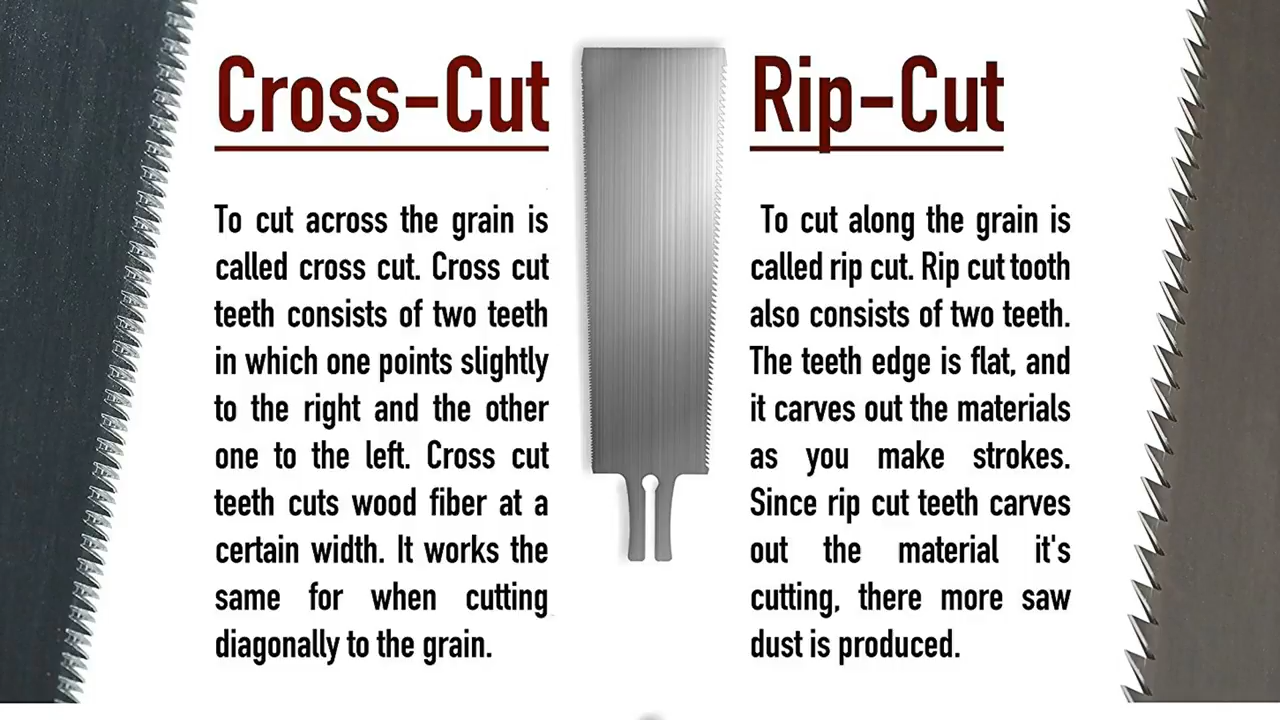 Cross-Cut
To cut across the grain is
called cross cut. Cross cut
teeth consists of two teeth
in which one points slightly
to the right and the other
one to the left. Cross cut
teeth cuts wood fiber at a
certain width. It works the
same for when cutting
diagonally to the grain.
Rip-Cut
To cut along the grain is
called rip cut. Rip cut tooth
also consists of two teeth.
The teeth edge is flat, and
it carves out the materials
as you make strokes.
Since rip cut teeth carves
out the material it's
cutting, there more saw
dust is produced.